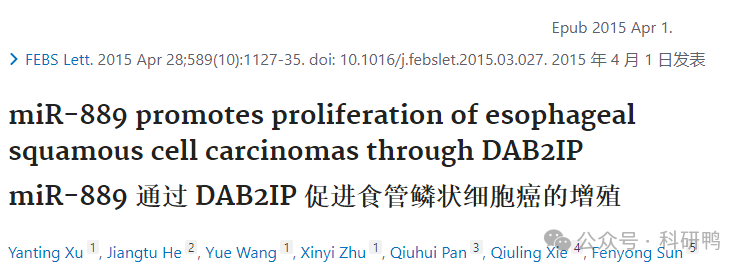 Epub 2015 Apr 1.
FEBS Lett. 2015 Apr 28;589(10):1127-35. doi: 10.1016/j.febslet.2015.03.027. 2015 年 4 月 1 日发表
miR-889 promotes proliferation of esophageal
squamous cell carcinomas through DAB2IP
miR-889 通过 DAB2IP 促进食管鳞状细胞癌的增殖
Yanting Xu 1, Jiangtu He 2, Yue Wang 1, Xinyi Zhu 1, Qiuhui Pan 3, Qiuling Xie 4, Fenyong Sun 5
公众号·科研鸭